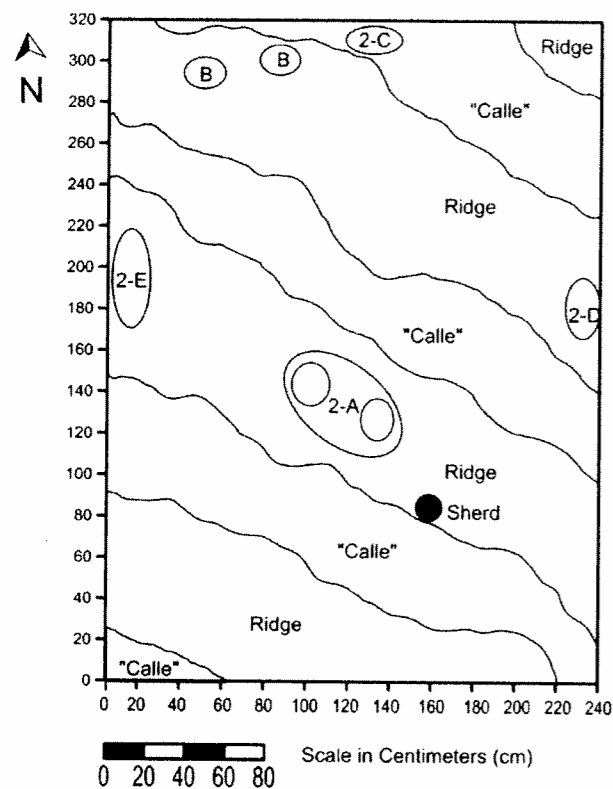 320
300
280
260
240
220
200
180
160
140
120
100
80
60
40
20
0
N
2-C
Ridge
B
B
"Calle"
Ridge
2-E
2-D
"Calle"
2-A
Ridge
Sherd
"Calle"
Ridge
"Calle"
0 20 40 60 80 100 120 140 160 180 200 220 240
Scale in Centimeters (cm)
0 20 40 60 80